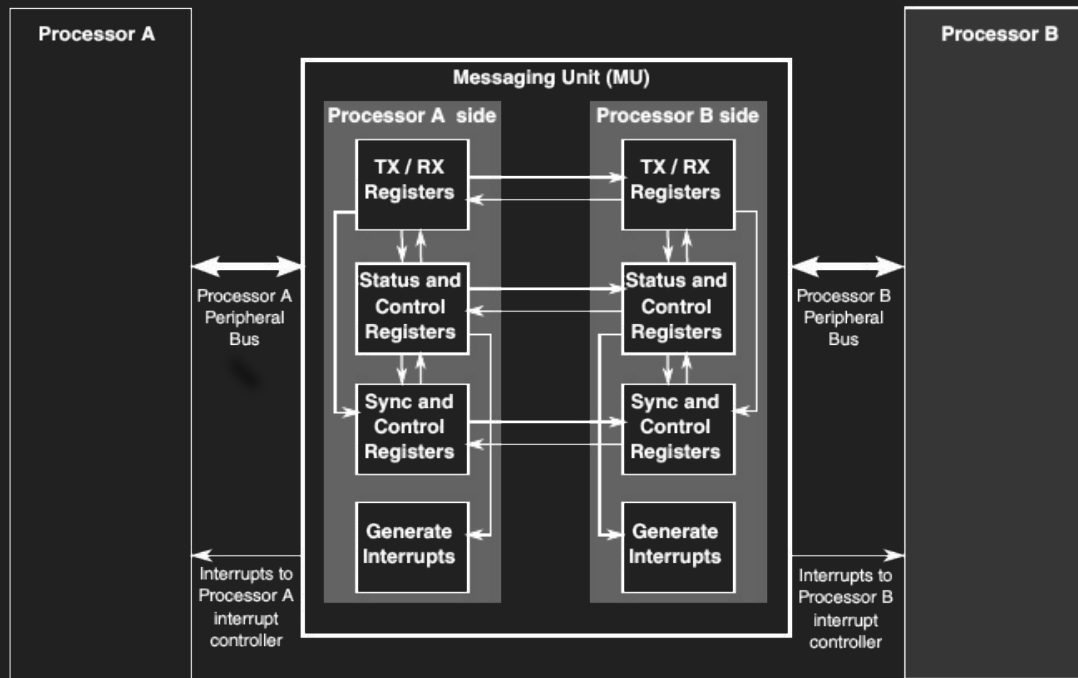 Processor A
Processor B
Messaging Unit (MU)
Processor A side
Processor B side
TX / RX
Registers
TX / RX
Registers
Status and
Control
Registers
Status and
Control
Registers
Processor A
Peripheral
Bus
Processor B
Peripheral
Bus
Sync and
Control
Registers
Sync and
Control
Registers
Generate
Interrupts
Generate
Interrupts
Interrupts to
Processor A
interrupt
controller
Interrupts to
Processor B
interrupt
controller